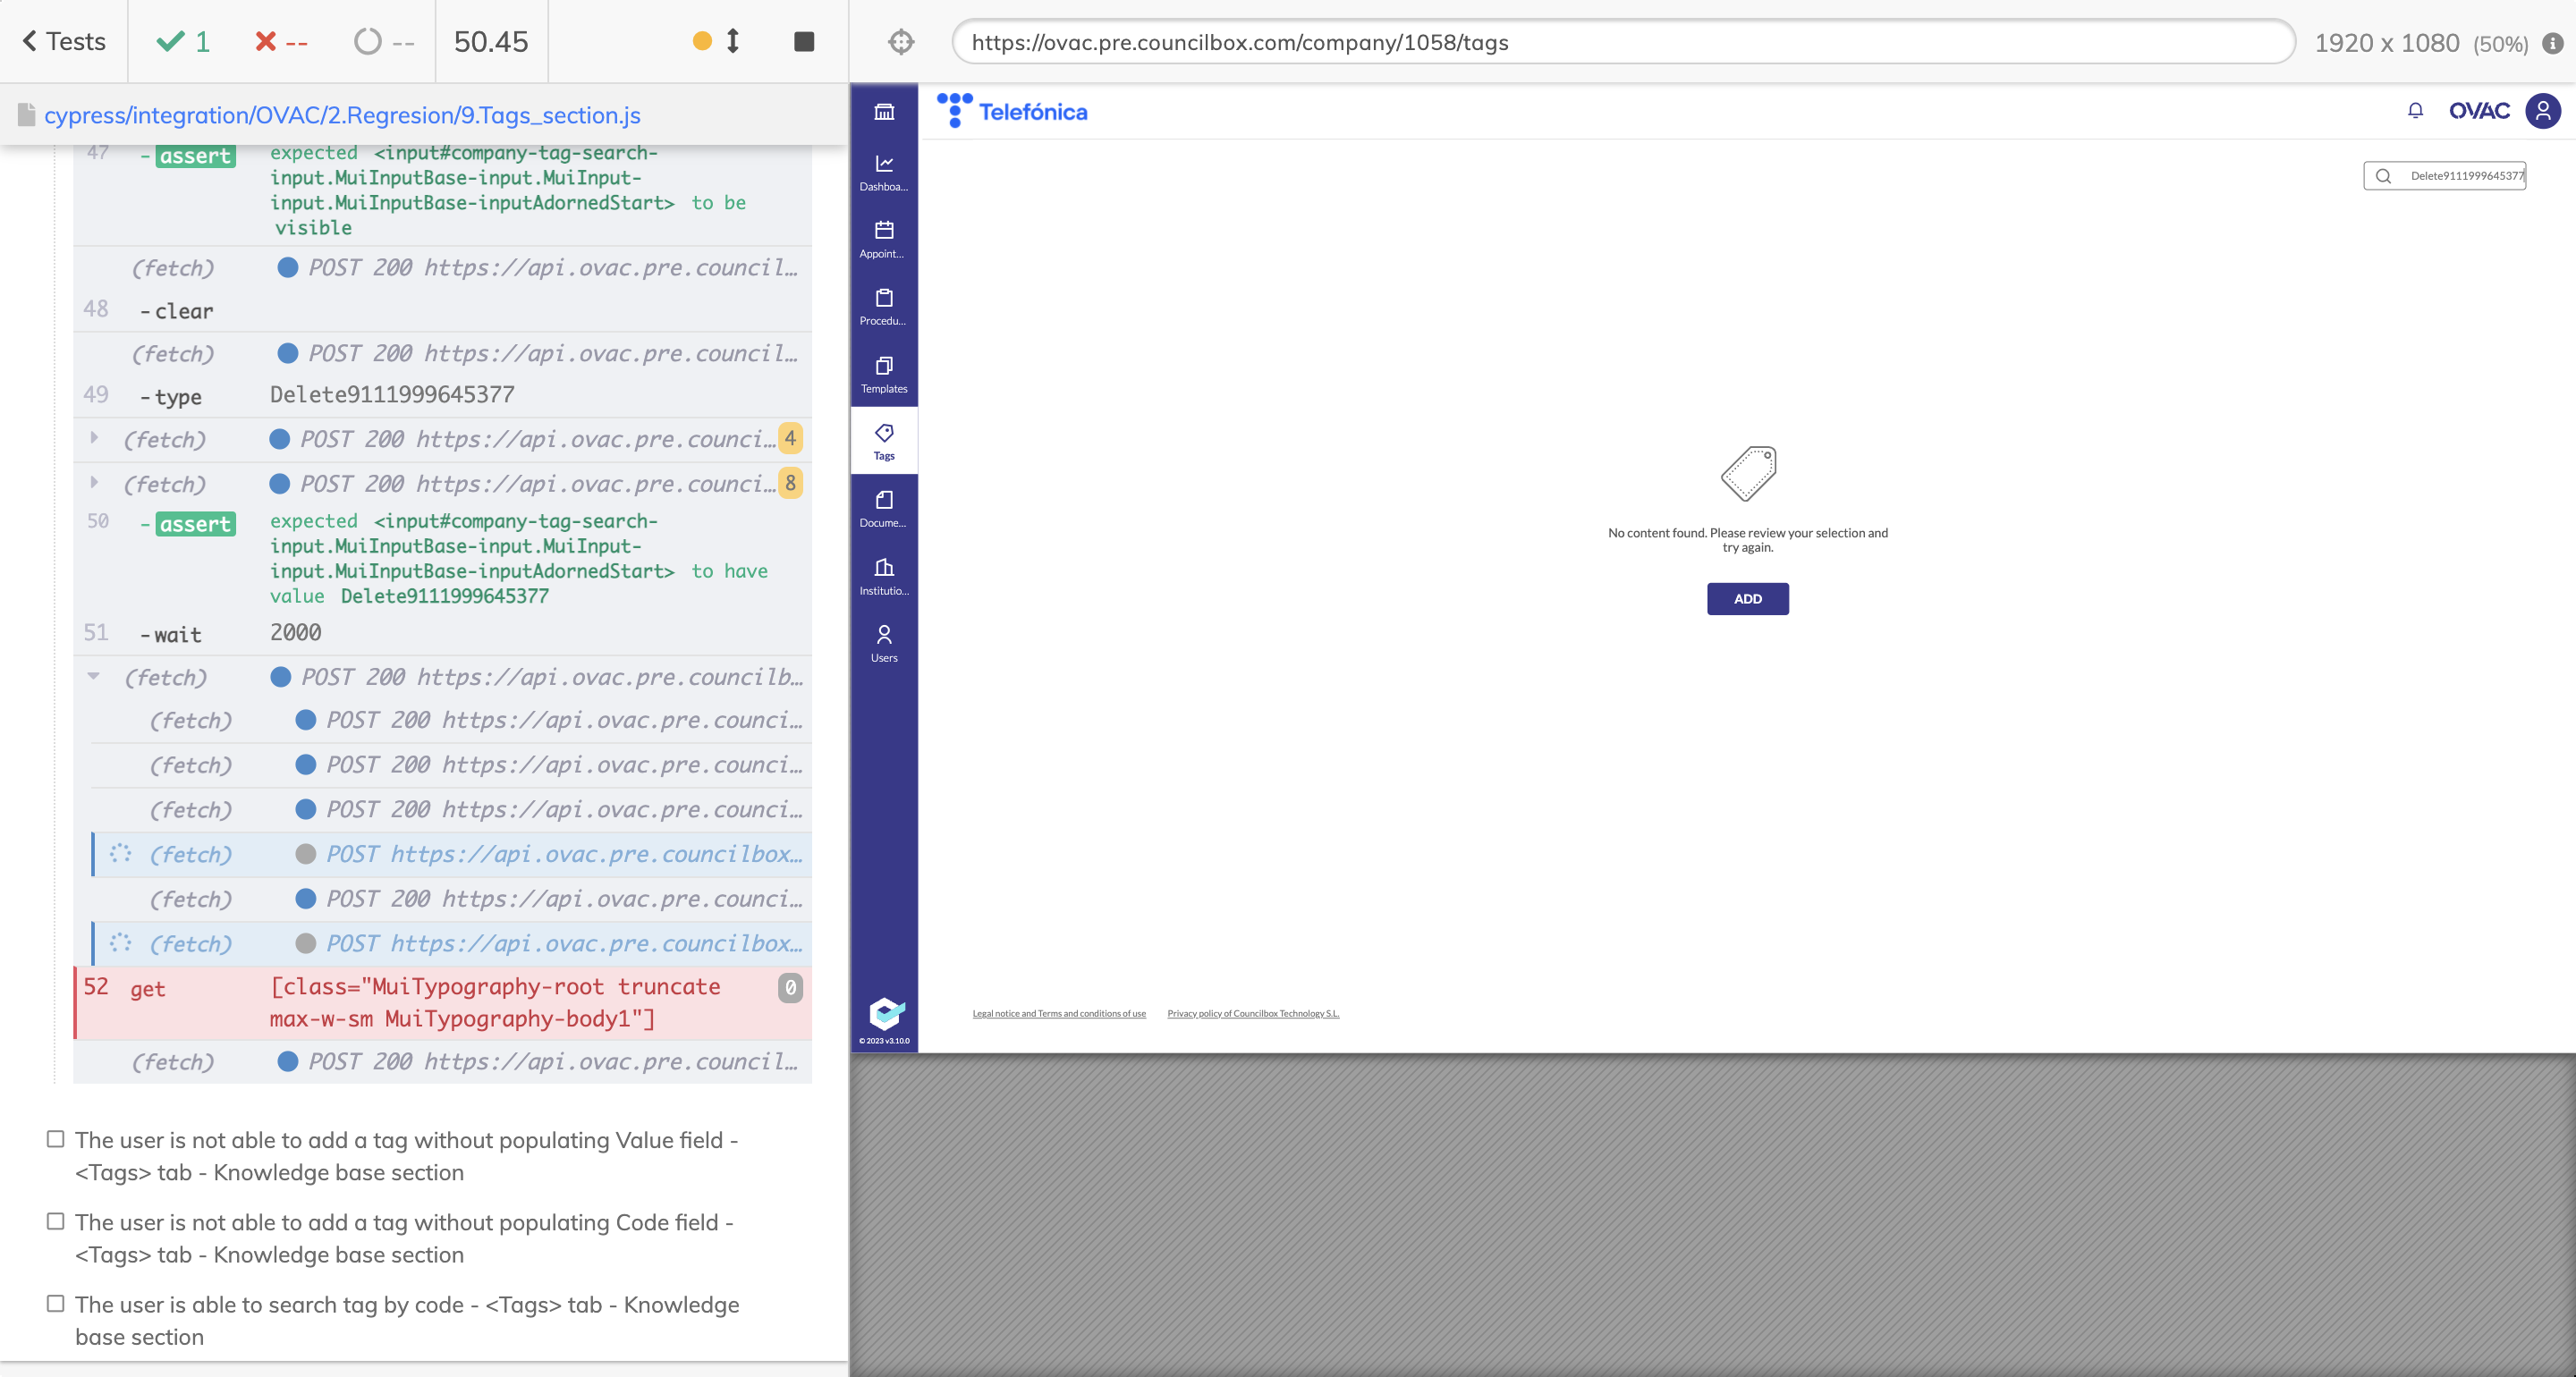 Tests
1
--
--
50.45
cypress/integration/OVAC/2.Regresion/9.Tags_section.js
47 -assert expected <input#company-tag-search-
input.MuiInputBase-input.MuiInput-
input.MuiInputBase-inputAdornedStart> to be
visible
(fetch) POST 200 https://api.ovac.pre.council…
48 -clear
(fetch) POST 200 https://api.ovac.pre.council…
49 -type Delete9111999645377
(fetch) POST 200 https://api.ovac.pre.counci… 4
(fetch) POST 200 https://api.ovac.pre.counci… 8
50 -assert expected <input#company-tag-search-
input.MuiInputBase-input.MuiInput-
input.MuiInputBase-inputAdornedStart> to have
value Delete9111999645377
51 -wait 2000
(fetch) POST 200 https://api.ovac.pre.councilb…
(fetch) POST 200 https://api.ovac.pre.counci…
(fetch) POST 200 https://api.ovac.pre.counci…
(fetch) POST 200 https://api.ovac.pre.counci…
(fetch) POST https://api.ovac.pre.councilbox…
(fetch) POST 200 https://api.ovac.pre.counci…
(fetch) POST https://api.ovac.pre.councilbox…
52 get [class="MuiTypography-root truncate 0
max-w-sm MuiTypography-body1"]
(fetch) POST 200 https://api.ovac.pre.council…
The user is not able to add a tag without populating Value field -
<Tags> tab - Knowledge base section
The user is not able to add a tag without populating Code field -
<Tags> tab - Knowledge base section
The user is able to search tag by code - <Tags> tab - Knowledge
base section
https://ovac.pre.councilbox.com/company/1058/tags
1920 x 1080 (50%)
Telefónica
OVAC
Dashboa...
Appoint...
Procedu...
Templates
Tags
Docume...
Institutio...
Users
© 2023 v3.10.0
Delete9111999645377
No content found. Please review your selection and
try again.
ADD
Legal notice and Terms and conditions of use
Privacy policy of Councilbox Technology S.L.